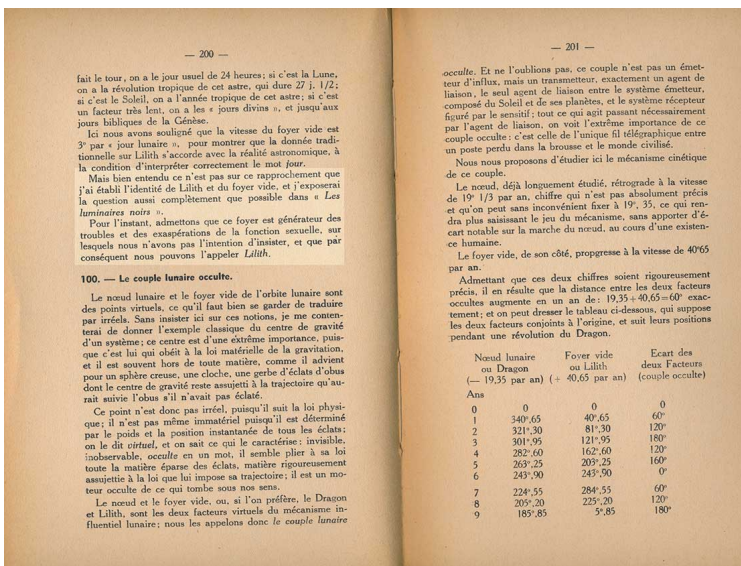 — 200 —
fait le tour, on a le jour usuel de 24 heures; si c'est la Lune,
on a la révolution tropique de cet astre, qui dure 27 j. 1/2;
si c'est le Soleil, on a l'année tropique de cet astre; si c'est
un facteur très lent, on a les « jours divins », et jusqu'aux
jours bibliques de la Génèse.
Ici nous avons souligné que la vitesse du foyer vide est
3° par « jour lunaire », pour montrer que la donnée tradi-
tionnelle sur Lilith s'accorde avec la réalité astronomique, à
la condition d'interpréter correctement le mot jour.
Mais bien entendu ce n'est pas sur ce rapprochement que
j'ai établi l'identité de Lilith et du foyer vide, et j'exposerai
la question aussi complètement que possible dans « Les
luminaires noirs ».
Pour l'instant, admettons que ce foyer est générateur des
troubles et des exaspérations de la fonction sexuelle, sur
lesquels nous n'avons pas l'intention d'insister, et que par
conséquent nous pouvons l'appeler Lilith.
100. — Le couple lunaire occulte.
Le nœud lunaire et le foyer vide de l'orbite lunaire sont
des points virtuels, ce qu'il faut bien se garder de traduire
par irréels. Sans insister ici sur ces notions, je me conten-
terai de donner l'exemple classique du centre de gravité
d'un système; ce centre est d'une extrême importance, puis-
que c'est lui qui obéit à la loi matérielle de la gravitation,
et il est souvent hors de toute matière, comme il advient
pour un sphère creuse, une cloche, une gerbe d'éclats d'obus
dont le centre de gravité reste assujetti à la trajectoire qu'au-
rait suivie l'obus s'il n'avait pas éclaté.
Ce point n'est donc pas irréel, puisqu'il suit la loi physi-
que; il n'est pas même immatériel puisqu'il est déterminé
par le poids et la position instantanée de tous les éclats;
on le dit virtuel, et on sait ce qui le caractérise: invisible,
inobservable, occulte en un mot, il semble plier à sa loi
toute la matière éparse des éclats, matière rigoureusement
assujettie à la loi que lui impose sa trajectoire; il est un mo-
teur occulte de ce qui tombe sous nos sens.
Le nœud et le foyer vide, ou, si l'on préfère, le Dragon
et Lilith, sont les deux facteurs virtuels du mécanisme in-
fluentiel lunaire; nous les appelons donc le couple lunaire
— 201 —
occulte. Et ne l'oublions pas, ce couple n'est pas un émet-
teur d'influx, mais un transmetteur, exactement un agent de
liaison, le seul agent de liaison entre le système émetteur,
composé du Soleil et de ses planètes, et le système récepteur
figuré par le sensitif; tout ce qui agit passant nécessairement
par l'agent de liaison, on voit l'extrême importance de ce
couple occulte: c'est celle de l'unique fil télégraphique entre
un poste perdu dans la brousse et le monde civilisé.
Nous nous proposons d'étudier ici le mécanisme cinétique
de ce couple.
Le nœud, déjà longuement étudié, rétrograde à la vitesse
de 19° 1/3 par an, chiffre qui n'est pas absolument précis
et qu'on peut sans inconvénient fixer à 19°, 35, ce qui ren-
dra plus saisissant le jeu du mécanisme, sans apporter d'é-
cart notable sur la marche du nœud, au cours d'une existen-
ce humaine.
Le foyer vide, de son côté, progresse à la vitesse de 40°65
par an.
Admettant que ces deux chiffres soient rigoureusement
précis, il en résulte que la distance entre les deux facteurs
occultes augmente en un an de: 19,35+40,65=60° exac-
tement; et on peut dresser le tableau ci-dessous, qui suppose
les deux facteurs conjoints à l'origine, et suit leurs positions
pendant une révolution du Dragon.
Nœud lunaire Foyer vide Ecart des
ou Dragon ou Lilith deux Facteurs
(— 19,35 par an) (+ 40,65 par an) (couple occulte)
Ans
0 0 0 0
1 340°,65 40°,65 60°
2 321°,30 81°,30 120°
3 301°,95 121°,95 180°
4 282°,60 162°,60 120°
5 263°,25 203°,25 160°
6 243°,90 243°,90 0°
7 224°,55 284°,55 60°
8 205°,20 225°,20 120°
9 185°,85 5°,85 180°